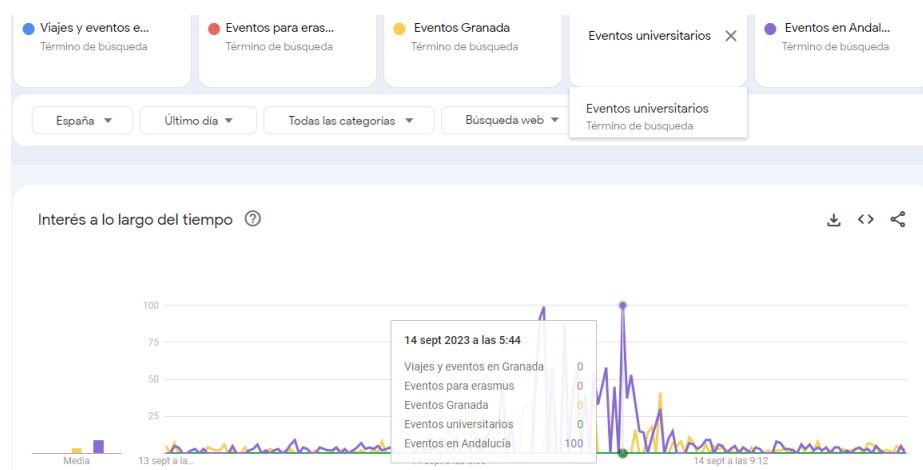 Viajes y eventos e...
Término de búsqueda
Eventos para eras...
Término de búsqueda
Eventos Granada
Término de búsqueda
Eventos universitarios
Eventos en Andal...
Término de búsqueda
Eventos universitarios
Término de búsqueda
España
Último día
Todas las categorías
Búsqueda web
Interés a lo largo del tiempo
100
75
50
25
14 sept 2023 a las 5:44
Viajes y eventos en Granada 0
Eventos para erasmus 0
Eventos Granada 0
Eventos universitarios 0
Eventos en Andalucía 100
Media
13 sept a la...
14 sept a las 9:12